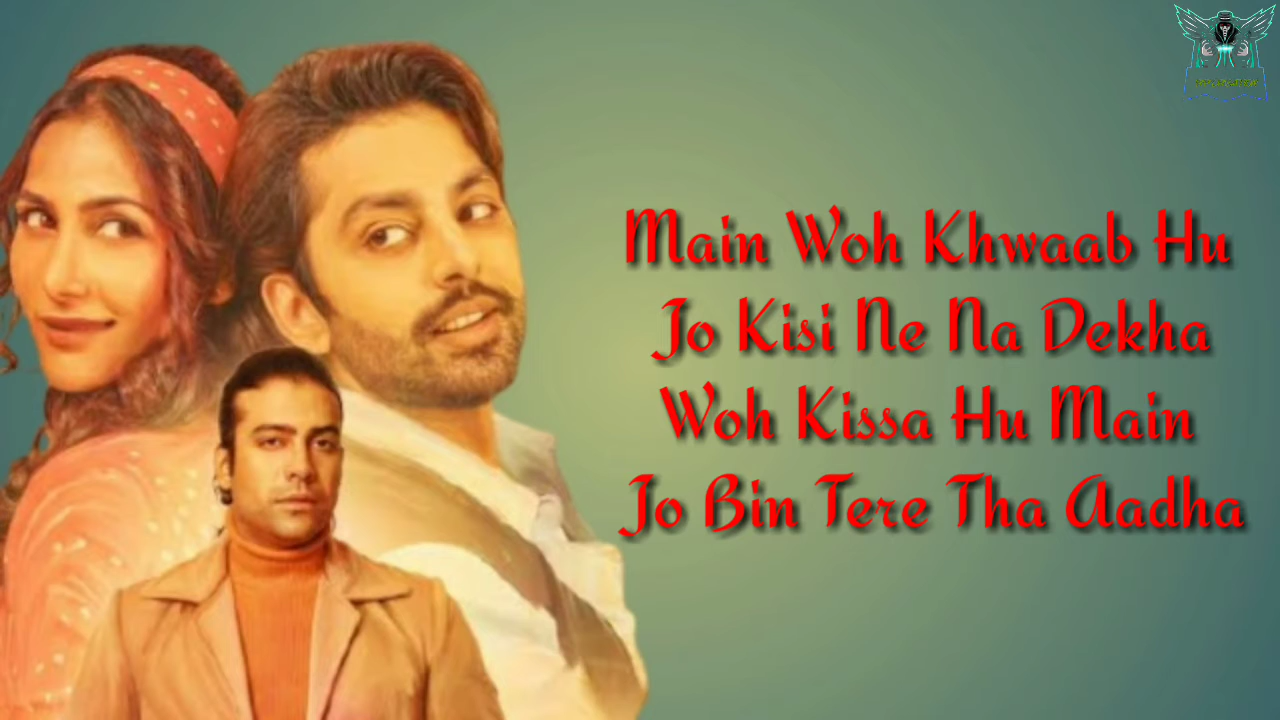 Main Woh Khwaab Hu
Jo Kisi Ne Na Dekha
Woh Kissa Hu Main
Jo Bin Tere Tha Aadha